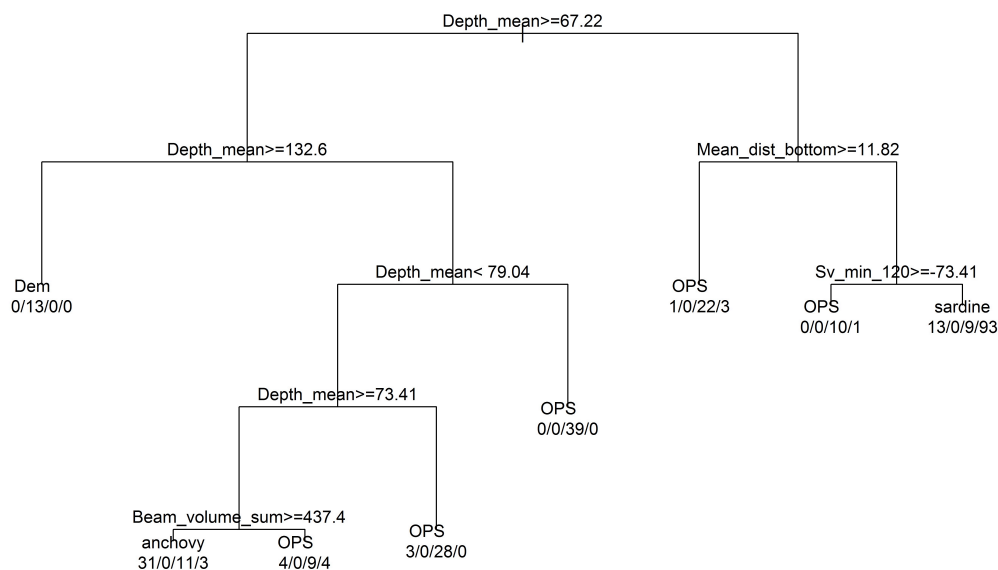 Depth_mean>=67.22
Depth_mean>=132.6
Mean_dist_bottom>=11.82
Depth_mean< 79.04
Sv_min_120>=-73.41
Dem
0/13/0/0
OPS
1/0/22/3
OPS
0/0/10/1
sardine
13/0/9/93
Depth_mean>=73.41
OPS
0/0/39/0
Beam_volume_sum>=437.4
anchovy
31/0/11/3
OPS
4/0/9/4
OPS
3/0/28/0